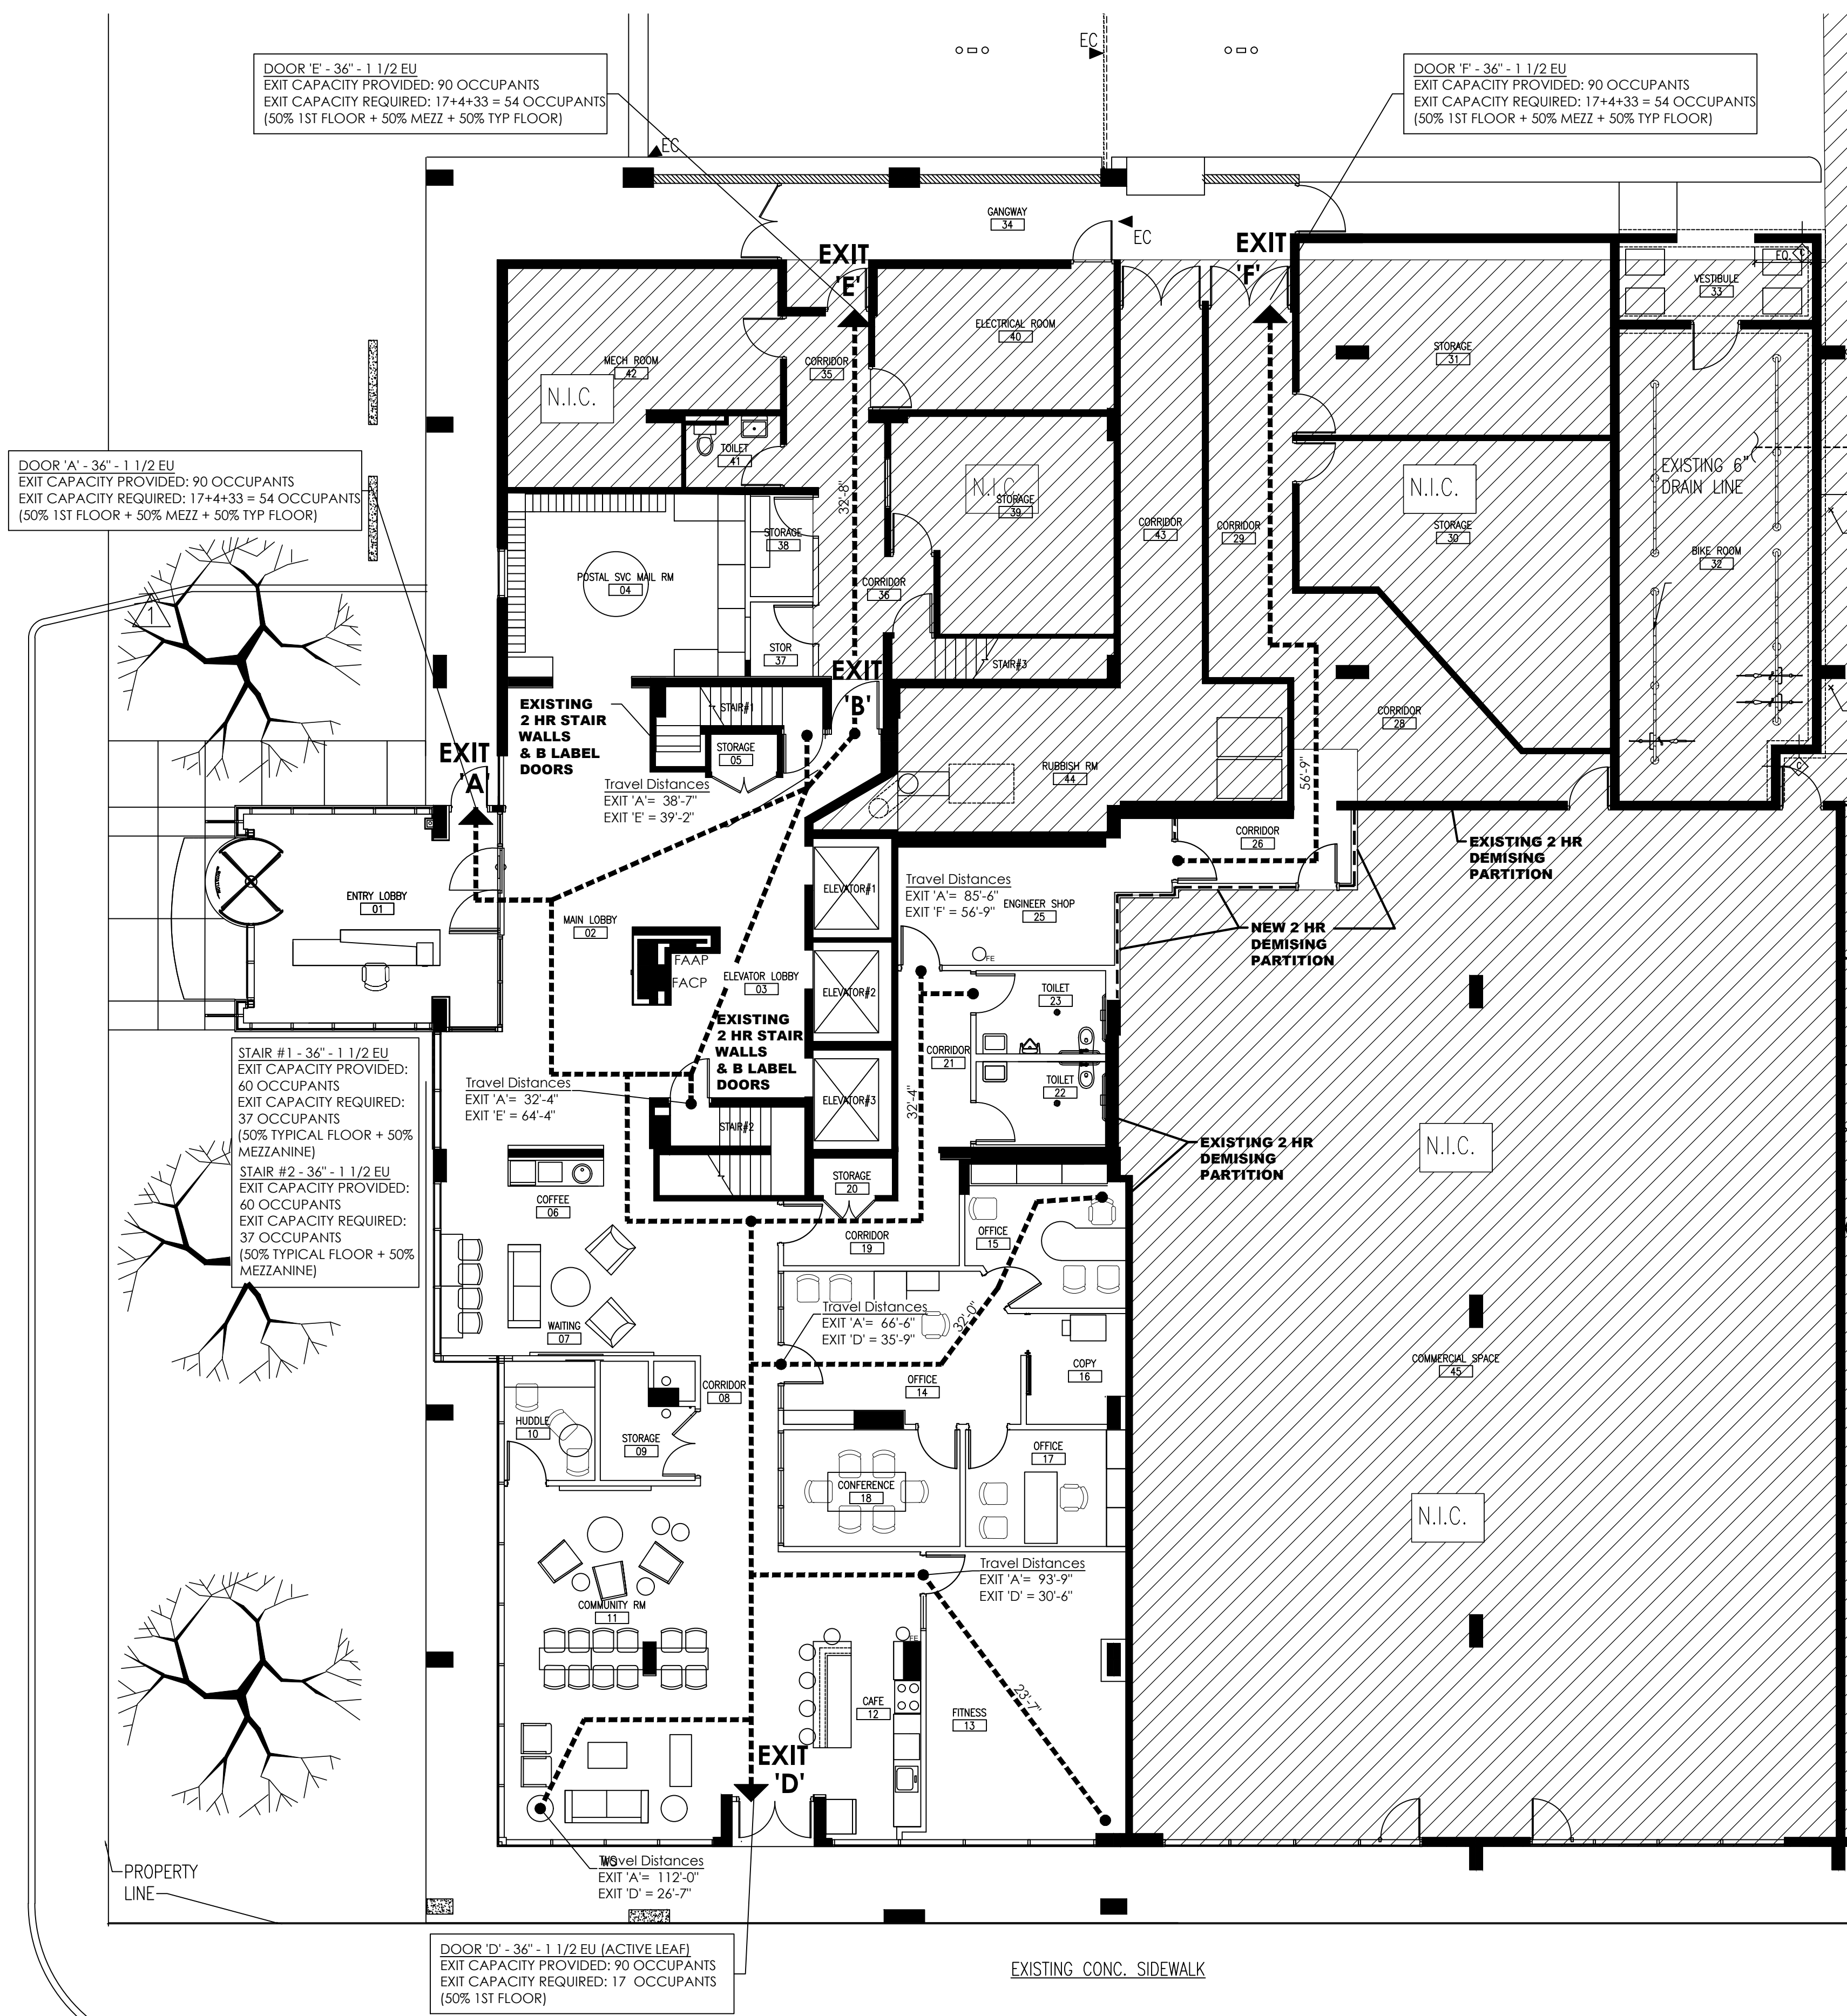 EC
DOOR 'E' - 36" - 1 1/2 EU
EXIT CAPACITY PROVIDED: 90 OCCUPANTS
EXIT CAPACITY REQUIRED: 17+4+33 = 54 OCCUPANTS
(50% 1ST FLOOR + 50% MEZZ + 50% TYP FLOOR)
DOOR 'F' - 36" - 1 1/2 EU
EXIT CAPACITY PROVIDED: 90 OCCUPANTS
EXIT CAPACITY REQUIRED: 17+4+33 = 54 OCCUPANTS
(50% 1ST FLOOR + 50% MEZZ + 50% TYP FLOOR)
EC
GANGWAY
34
EC
EXIT
'E'
EXIT
'F'
VESTIBULE
33
EQ.
C
MECH ROOM
42
N.I.C.
CORRIDOR
35
ELECTRICAL ROOM
40
STORAGE
31
TOILET
41
DOOR 'A' - 36" - 1 1/2 EU
EXIT CAPACITY PROVIDED: 90 OCCUPANTS
EXIT CAPACITY REQUIRED: 17+4+33 = 54 OCCUPANTS
(50% 1ST FLOOR + 50% MEZZ + 50% TYP FLOOR)
32'-8"
N.I.C.
STORAGE
39
N.I.C.
STORAGE
30
EXISTING 6"
DRAIN LINE
STORAGE
38
CORRIDOR
43
CORRIDOR
29
BIKE ROOM
32
POSTAL SVC MAIL RM
04
CORRIDOR
36
1
STOR
37
STAIR#3
EXIT
'B'
EXISTING
2 HR STAIR
WALLS
& B LABEL
DOORS
STAIR#1
STORAGE
05
CORRIDOR
28
EXIT
'A'
RUBBISH RM
44
56'-9"
C
Travel Distances
EXIT 'A'= 38'-7"
EXIT 'E' = 39'-2"
CORRIDOR
26
EXISTING 2 HR
DEMISING
PARTITION
ENTRY LOBBY
01
ELEVATOR#1
Travel Distances
EXIT 'A'= 85'-6"
EXIT 'F' = 56'-9"
ENGINEER SHOP
25
MAIN LOBBY
02
NEW 2 HR
DEMISING
PARTITION
FE
FAAP
FACP
ELEVATOR LOBBY
03
ELEVATOR#2
TOILET
23
EXISTING
2 HR STAIR
WALLS
& B LABEL
DOORS
STAIR #1 - 36" - 1 1/2 EU
EXIT CAPACITY PROVIDED:
60 OCCUPANTS
EXIT CAPACITY REQUIRED:
37 OCCUPANTS
(50% TYPICAL FLOOR + 50%
MEZZANINE)
STAIR #2 - 36" - 1 1/2 EU
EXIT CAPACITY PROVIDED:
60 OCCUPANTS
EXIT CAPACITY REQUIRED:
37 OCCUPANTS
(50% TYPICAL FLOOR + 50%
MEZZANINE)
CORRIDOR
21
TOILET
22
Travel Distances
EXIT 'A'= 32'-4"
EXIT 'E' = 64'-4"
ELEVATOR#3
32'-4"
STAIR#2
N.I.C.
EXISTING 2 HR
DEMISING
PARTITION
STORAGE
20
COFFEE
06
CORRIDOR
19
OFFICE
15
Travel Distances
EXIT 'A'= 66'-6"
EXIT 'D' = 35'-9"
32'-0"
WAITING
07
COPY
16
COMMERCIAL SPACE
45
CORRIDOR
08
OFFICE
14
HUDDLE
10
STORAGE
09
OFFICE
17
CONFERENCE
18
N.I.C.
Travel Distances
EXIT 'A'= 93'-9"
EXIT 'D' = 30'-6"
COMMUNITY RM
11
FE
CAFE
12
FITNESS
13
23'-7"
EXIT
'D'
WS
Travel Distances
EXIT 'A'= 112'-0"
EXIT 'D' = 26'-7"
PROPERTY
LINE
DOOR 'D' - 36" - 1 1/2 EU (ACTIVE LEAF)
EXIT CAPACITY PROVIDED: 90 OCCUPANTS
EXIT CAPACITY REQUIRED: 17 OCCUPANTS
(50% 1ST FLOOR)
EXISTING CONC. SIDEWALK